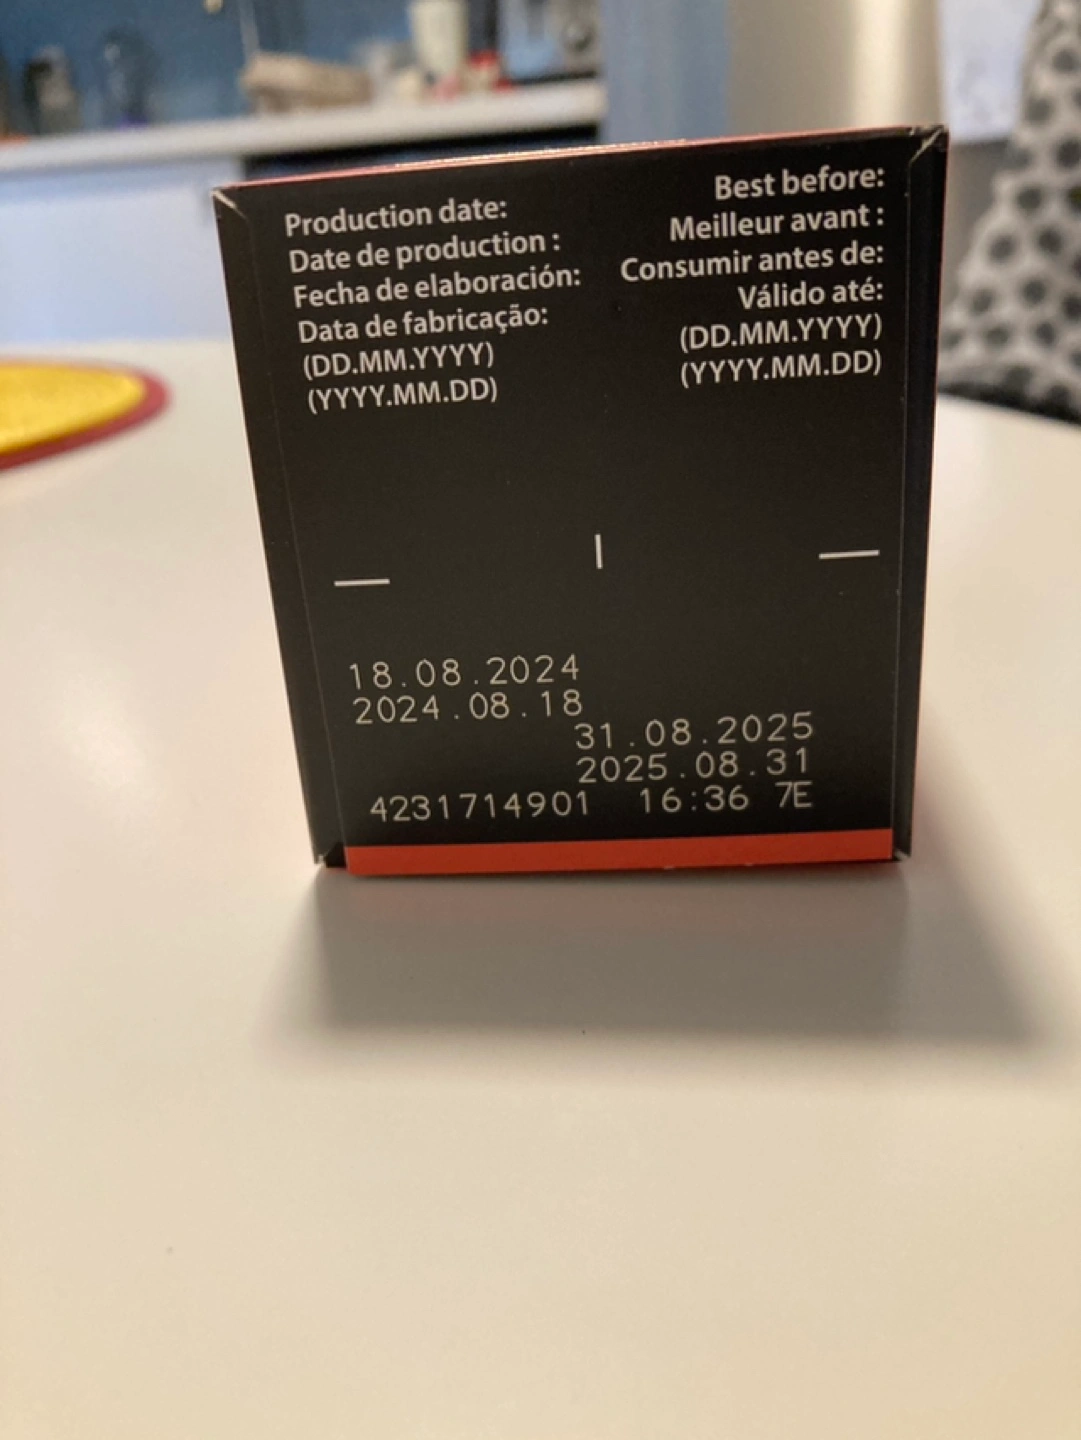 Production date:
Date de production :
Fecha de elaboración:
Data de fabricação:
(DD.MM.YYYY)
(YYYY.MM.DD)
Best before:
Meilleur avant :
Consumir antes de:
Válido até:
(DD.MM.YYYY)
(YYYY.MM.DD)
18.08.2024
2024.08.18
31.08.2025
2025.08.31
4231714901 16:36 7E